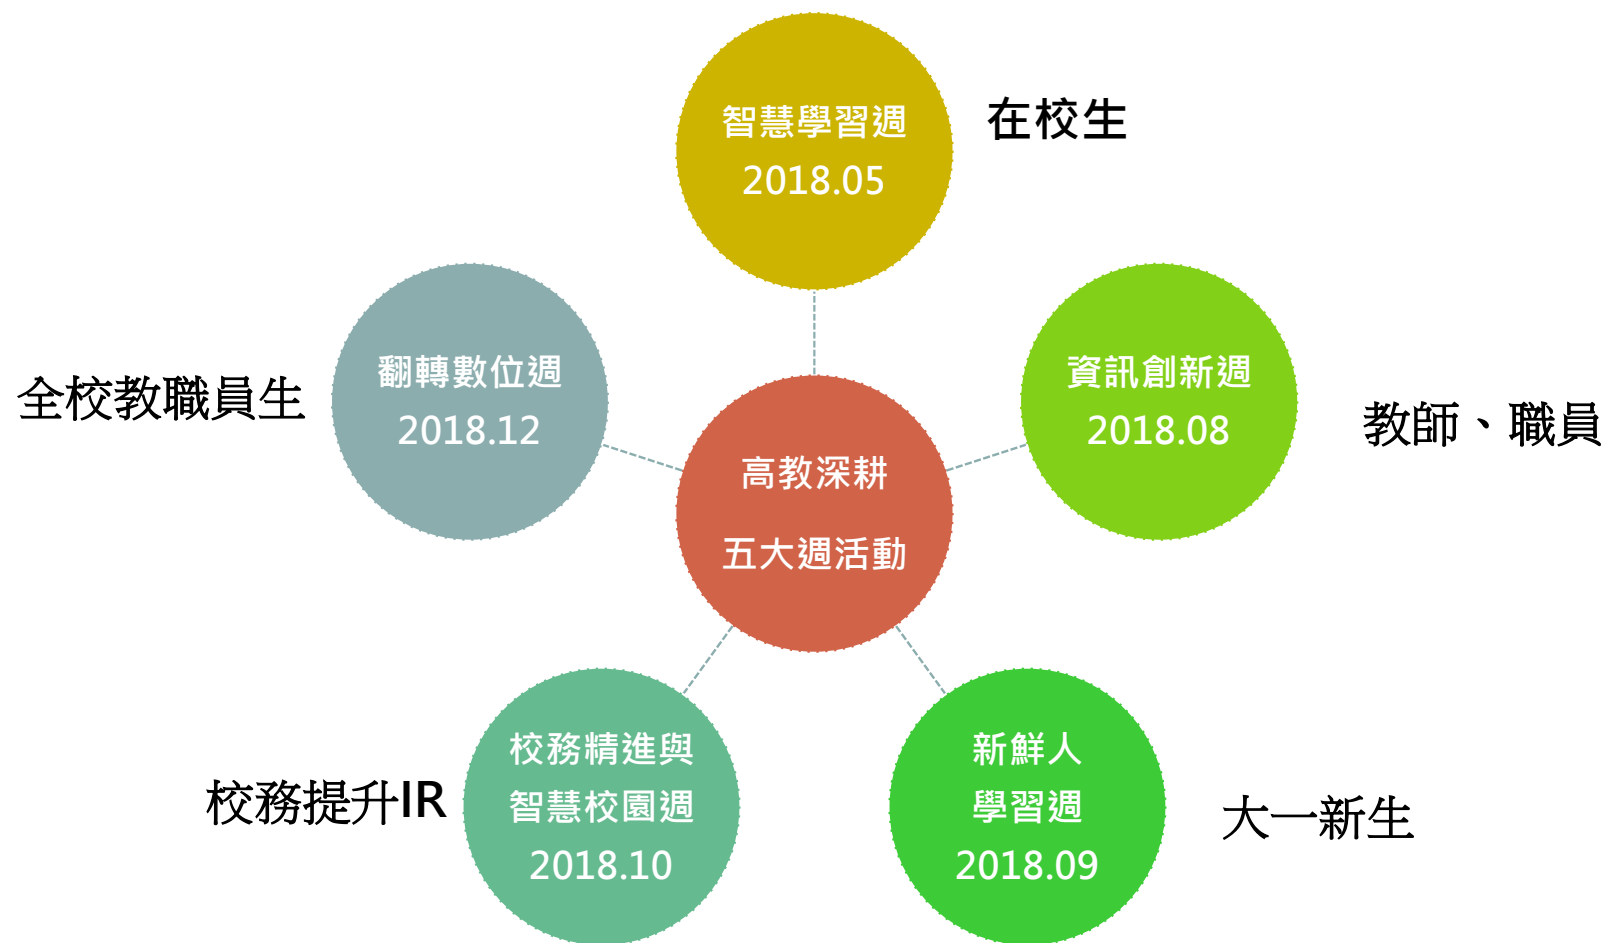 智慧學習週
2018.05
在校生
資訊創新週
2018.08
教師、職員
新鮮人
學習週
2018.09
大一新生
校務精進與
智慧校園週
2018.10
校務提升IR
翻轉數位週
2018.12
全校教職員生
高教深耕
五大週活動